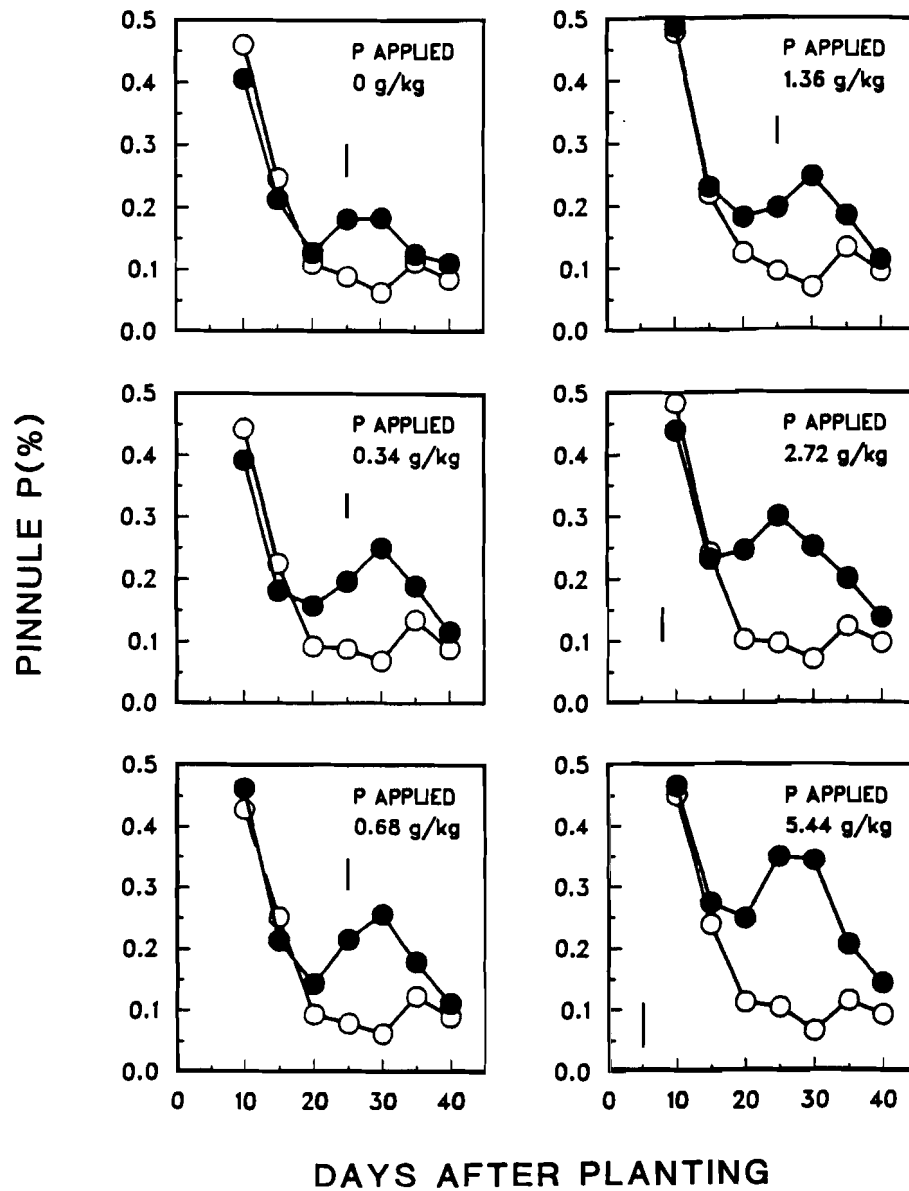 0.5
0.4
0.3
0.2
0.1
0.0
P APPLIED
0 g/kg
0.5
0.4
0.3
0.2
0.1
0.0
P APPLIED
1.36 g/kg
0.5
0.4
0.3
0.2
0.1
0.0
P APPLIED
0.34 g/kg
0.5
0.4
0.3
0.2
0.1
0.0
P APPLIED
2.72 g/kg
0.5
0.4
0.3
0.2
0.1
0.0
P APPLIED
0.68 g/kg
0 10 20 30 40
0.5
0.4
0.3
0.2
0.1
0.0
P APPLIED
5.44 g/kg
0 10 20 30 40
PINNULE P(%)
DAYS AFTER PLANTING